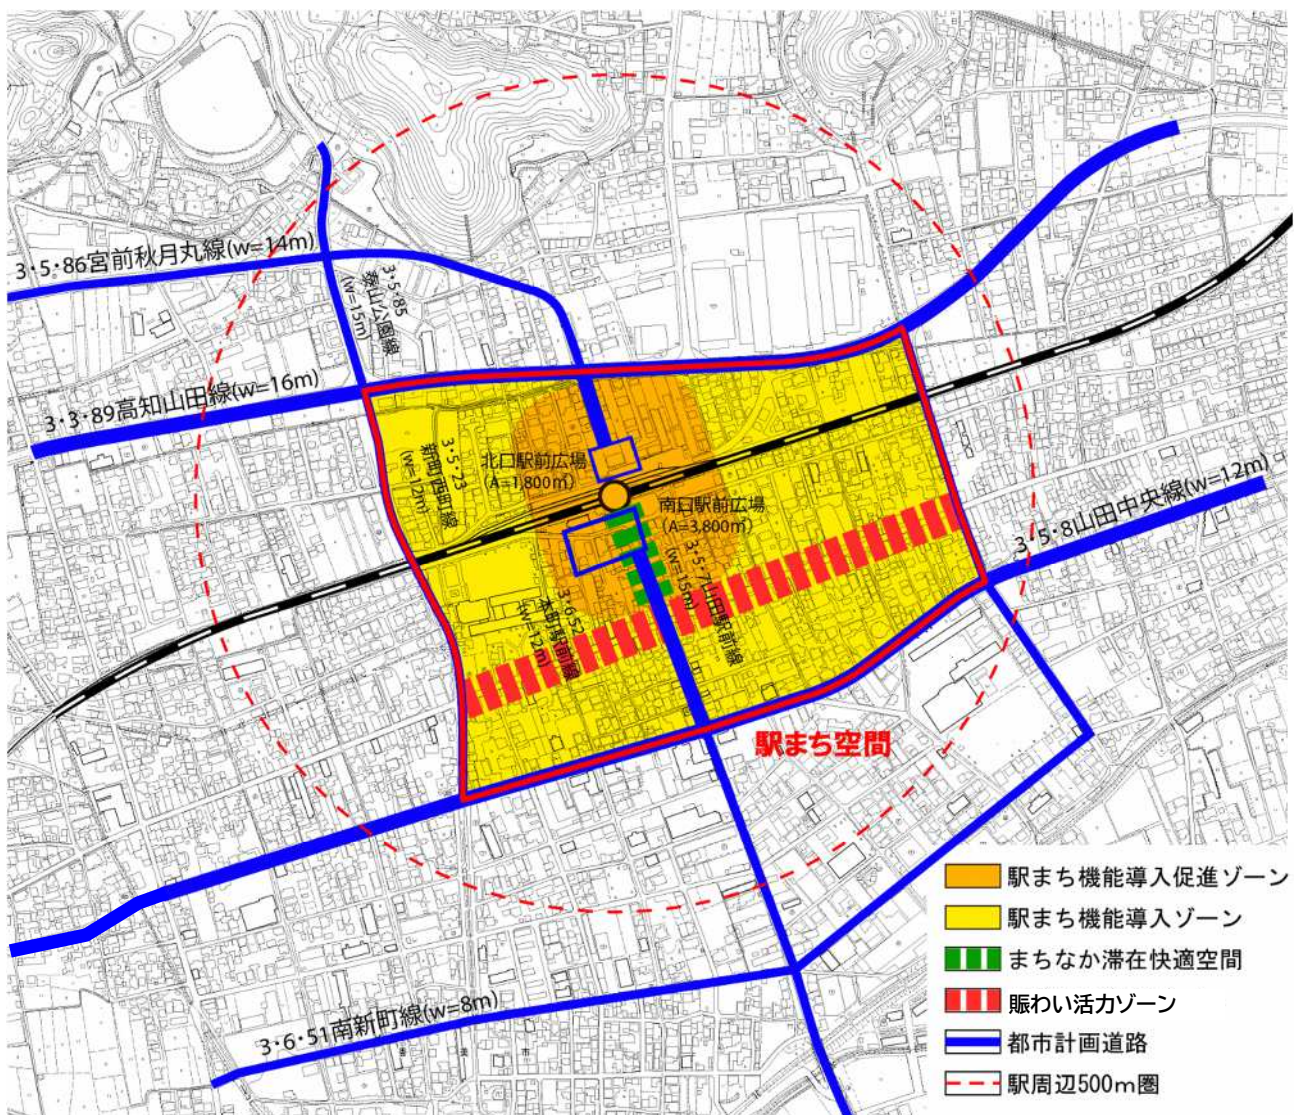 3・5・86宮前秋月丸線(w=14m)
3・5・85
秦山公園線
(w=15m)
3・3・89高知山田線(w=16m)
3・5・23
新町西町線
(w=12m)
北口駅前広場
(A=1,800㎡)
南口駅前広場
(A=3,800㎡)
3・5・7山田駅前線
(w=15m)
3・5・8山田中央線(w=12m)
3・6・52
本町駅前線
(w=12m)
駅まち空間
3・6・51南新町線(w=8m)
香美市
駅まち機能導入促進ゾーン
駅まち機能導入ゾーン
まちなか滞在快適空間
賑わい活力ゾーン
都市計画道路
駅周辺500m圏